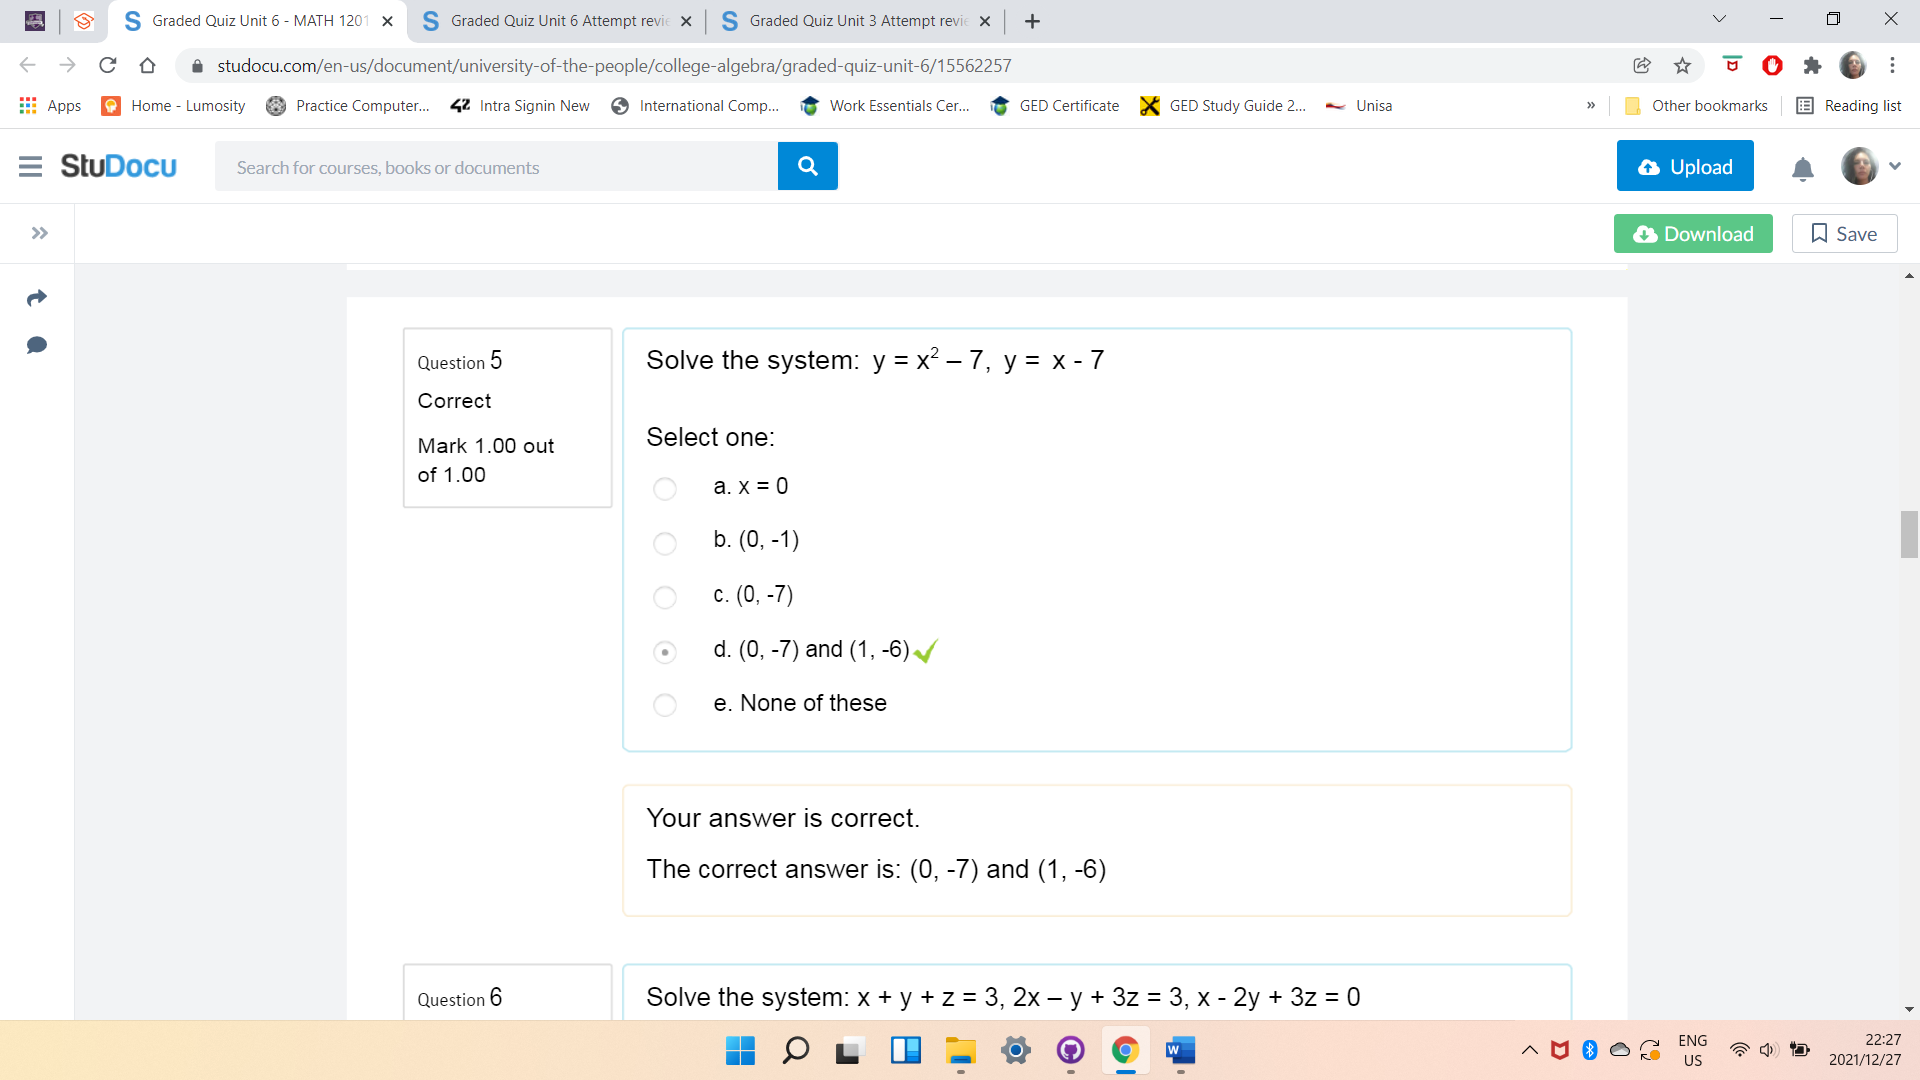 Graded Quiz Unit 6 - MATH 1201
Graded Quiz Unit 6 Attempt revie
Graded Quiz Unit 3 Attempt revie
studocu.com/en-us/document/university-of-the-people/college-algebra/graded-quiz-unit-6/15562257
Apps
Home - Lumosity
Practice Computer...
Intra Signin New
International Comp...
Work Essentials Cer...
GED Certificate
GED Study Guide 2...
Unisa
»
Other bookmarks
Reading list
StuDocu
Search for courses, books or documents
Upload
Download
Save
Question 5
Correct
Mark 1.00 out
of 1.00
Solve the system: y = x² – 7, y = x - 7
Select one:
a. x = 0
b. (0, -1)
c. (0, -7)
d. (0, -7) and (1, -6)
e. None of these
Your answer is correct.
The correct answer is: (0, -7) and (1, -6)
Question 6
Solve the system: x + y + z = 3, 2x – y + 3z = 3, x - 2y + 3z = 0
ENG
US
22:27
2021/12/27